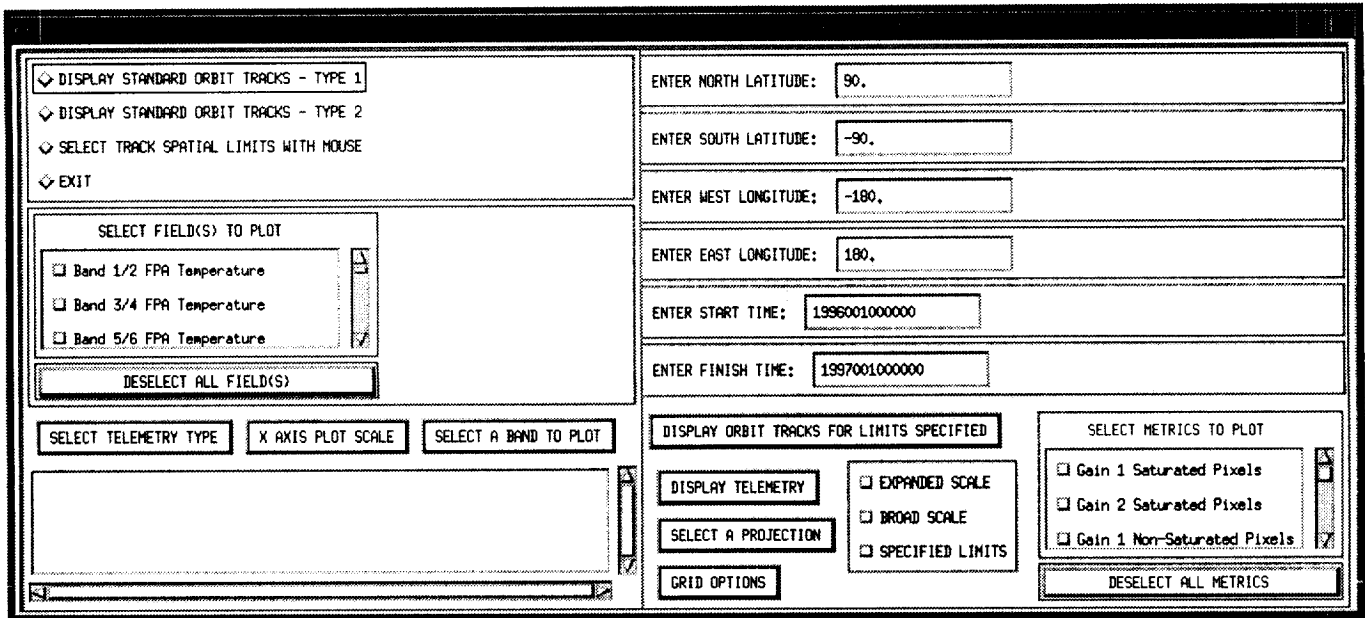 DISPLAY STANDARD ORBIT TRACKS - TYPE 1
DISPLAY STANDARD ORBIT TRACKS - TYPE 2
SELECT TRACK SPATIAL LIMITS WITH MOUSE
EXIT
SELECT FIELD(S) TO PLOT
Band 1/2 FPA Temperature
Band 3/4 FPA Temperature
Band 5/6 FPA Temperature
DESELECT ALL FIELD(S)
SELECT TELEMETRY TYPE
X AXIS PLOT SCALE
SELECT A BAND TO PLOT
ENTER NORTH LATITUDE: 90.
ENTER SOUTH LATITUDE: -90.
ENTER WEST LONGITUDE: -180.
ENTER EAST LONGITUDE: 180.
ENTER START TIME: 1996001000000
ENTER FINISH TIME: 1997001000000
DISPLAY ORBIT TRACKS FOR LIMITS SPECIFIED
DISPLAY TELEMETRY
SELECT A PROJECTION
GRID OPTIONS
EXPANDED SCALE
BROAD SCALE
SPECIFIED LIMITS
SELECT METRICS TO PLOT
Gain 1 Saturated Pixels
Gain 2 Saturated Pixels
Gain 1 Non-Saturated Pixels
DESELECT ALL METRICS